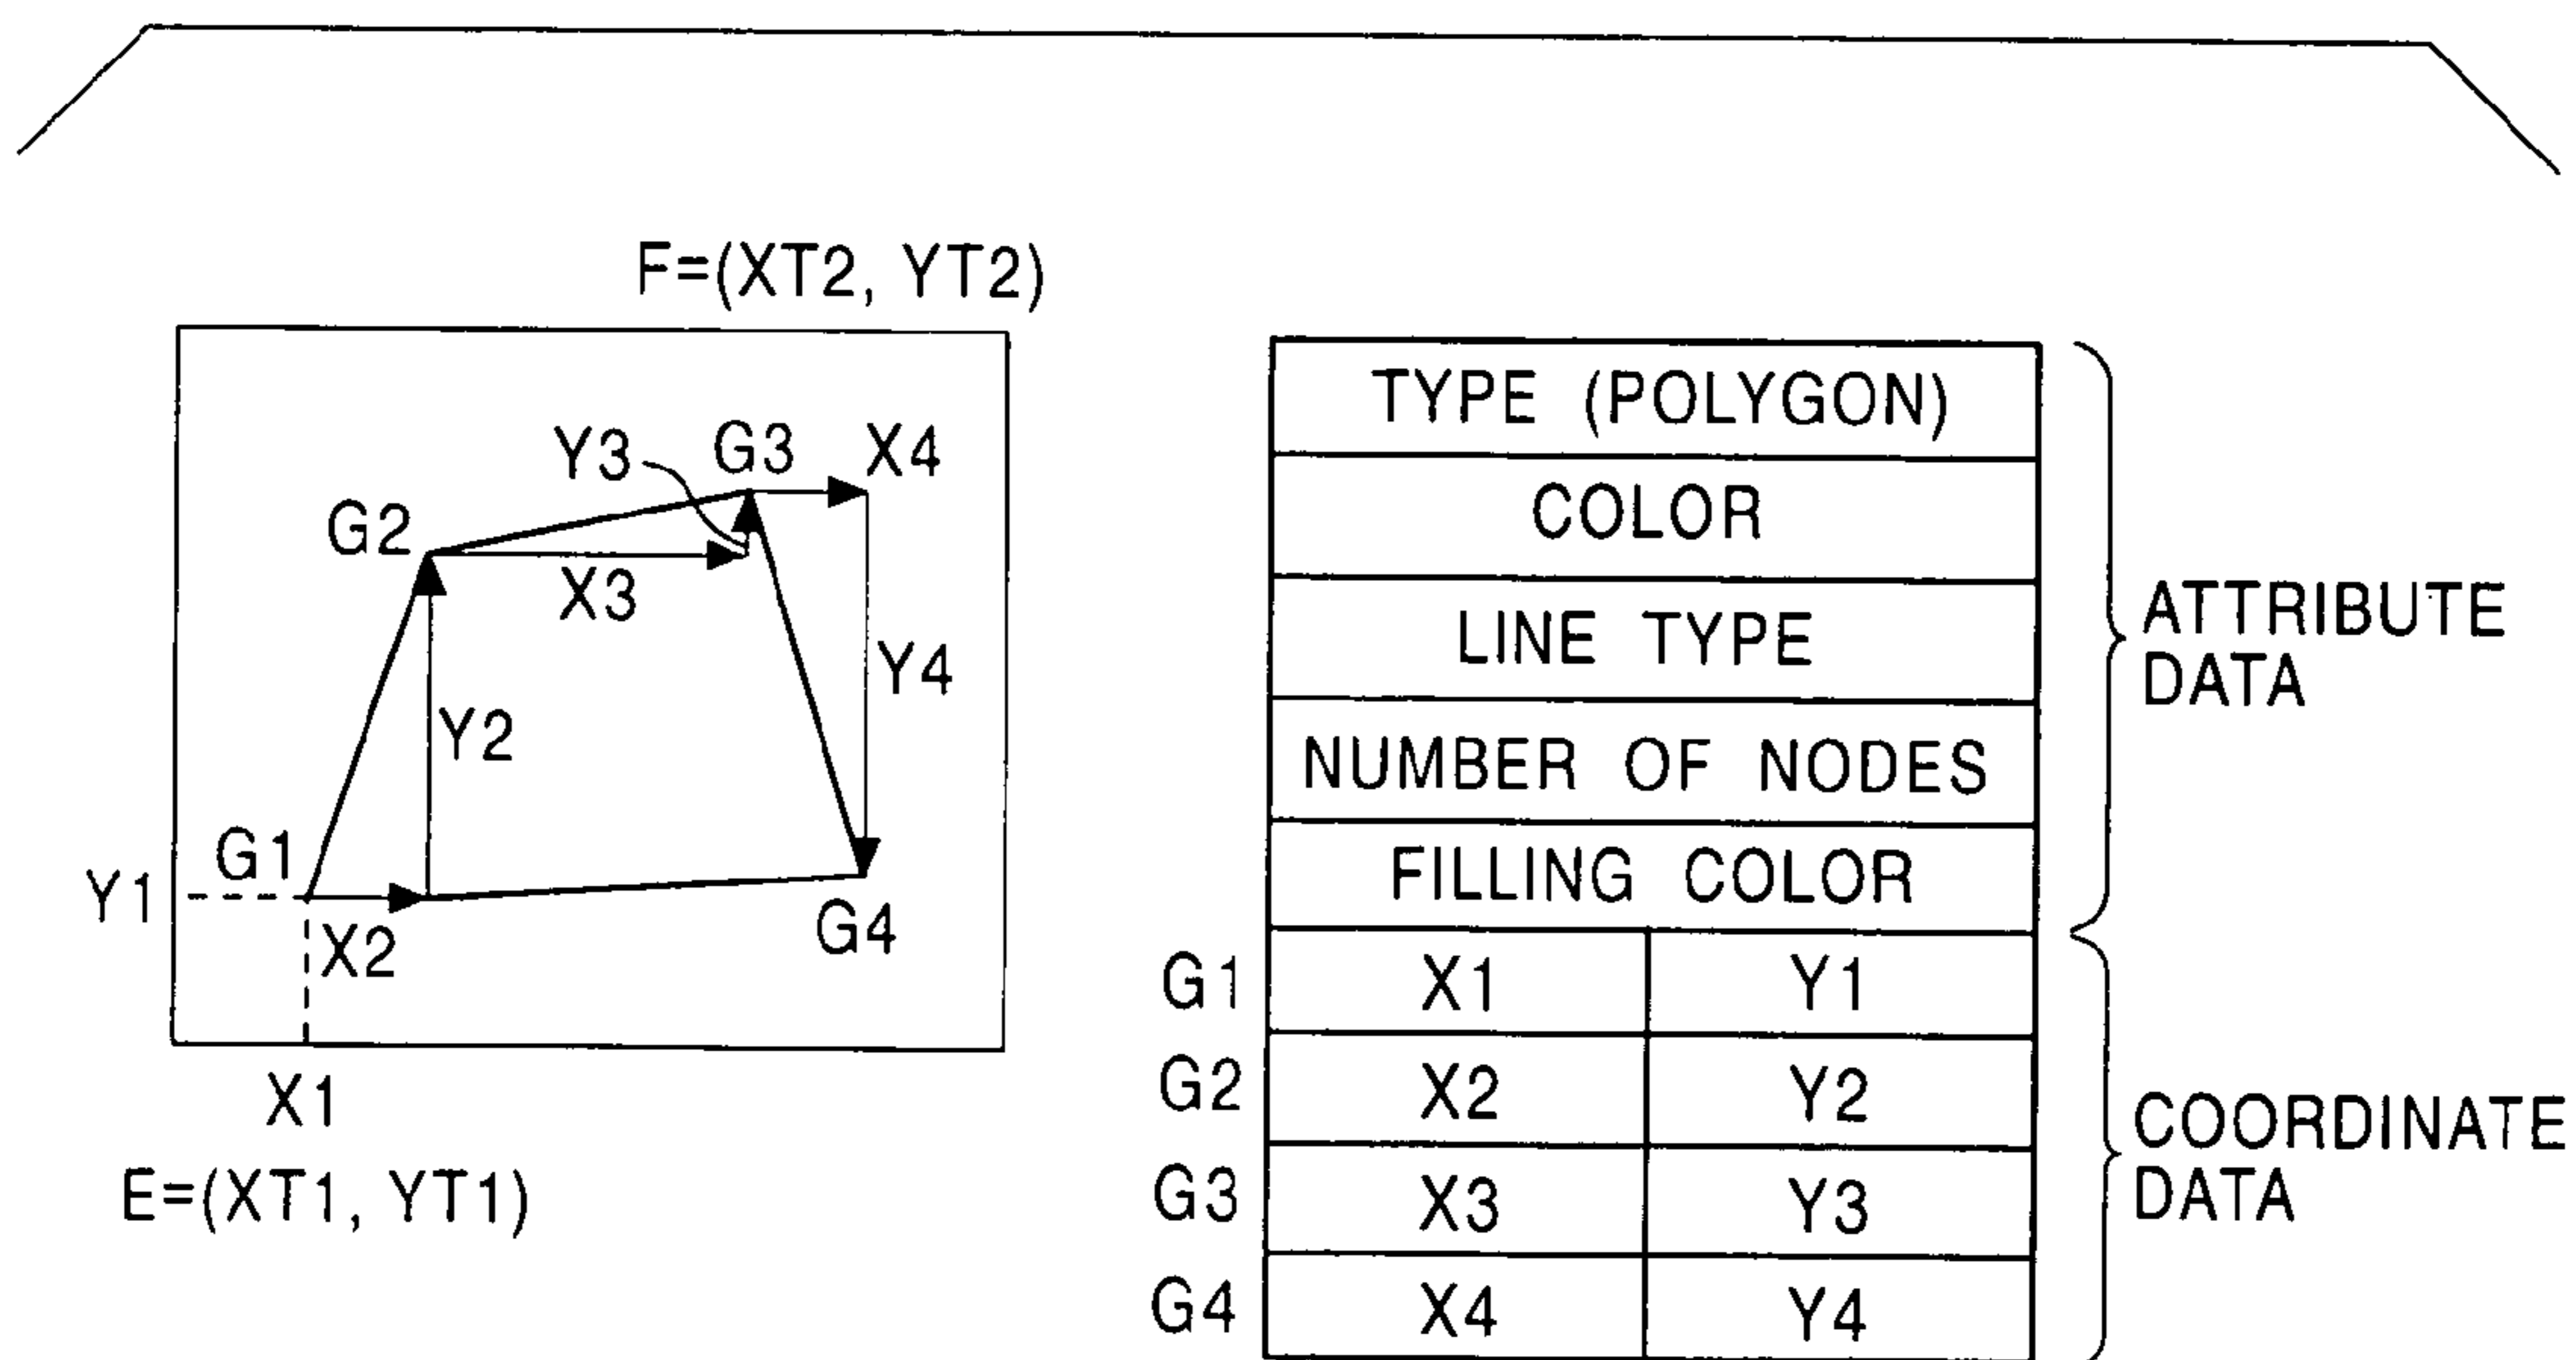 F=(XT2, YT2)
Y3
G3
X4
G2
X3
Y4
Y2
G1
Y1
X2
G4
X1
E=(XT1, YT1)
TYPE (POLYGON)
COLOR
LINE TYPE
NUMBER OF NODES
FILLING COLOR
ATTRIBUTE
DATA
G1 X1 Y1
G2 X2 Y2
G3 X3 Y3
G4 X4 Y4
COORDINATE
DATA